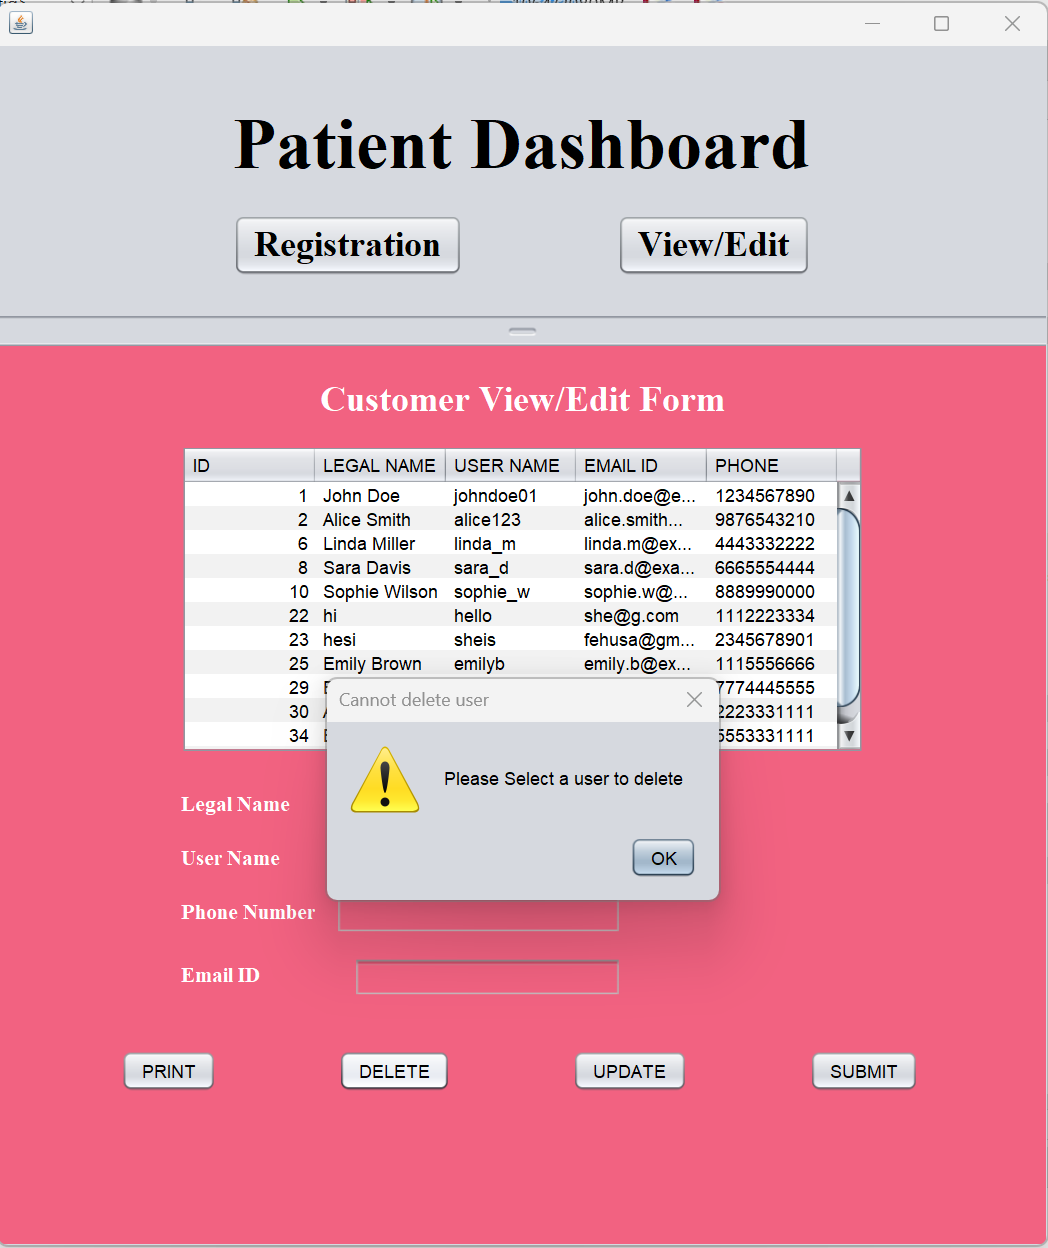 Patient Dashboard
Registration View/Edit
Customer View/Edit Form
ID LEGAL NAME USER NAME EMAIL ID PHONE
1 John Doe johndoe01 john.doe@e... 1234567890
2 Alice Smith alice123 alice.smith... 9876543210
6 Linda Miller linda_m linda.m@ex... 4443332222
8 Sara Davis sara_d sara.d@exa... 6665554444
10 Sophie Wilson sophie_w sophie.w@... 8889990000
22 hi hello she@g.com 1112223334
23 hesi sheis fehusa@gm... 2345678901
25 Emily Brown emilyb emily.b@ex... 1115556666
29 7774445555
30 2223331111
34 5553331111
Cannot delete user
Please Select a user to delete
OK
Legal Name
User Name
Phone Number
Email ID
PRINT DELETE UPDATE SUBMIT